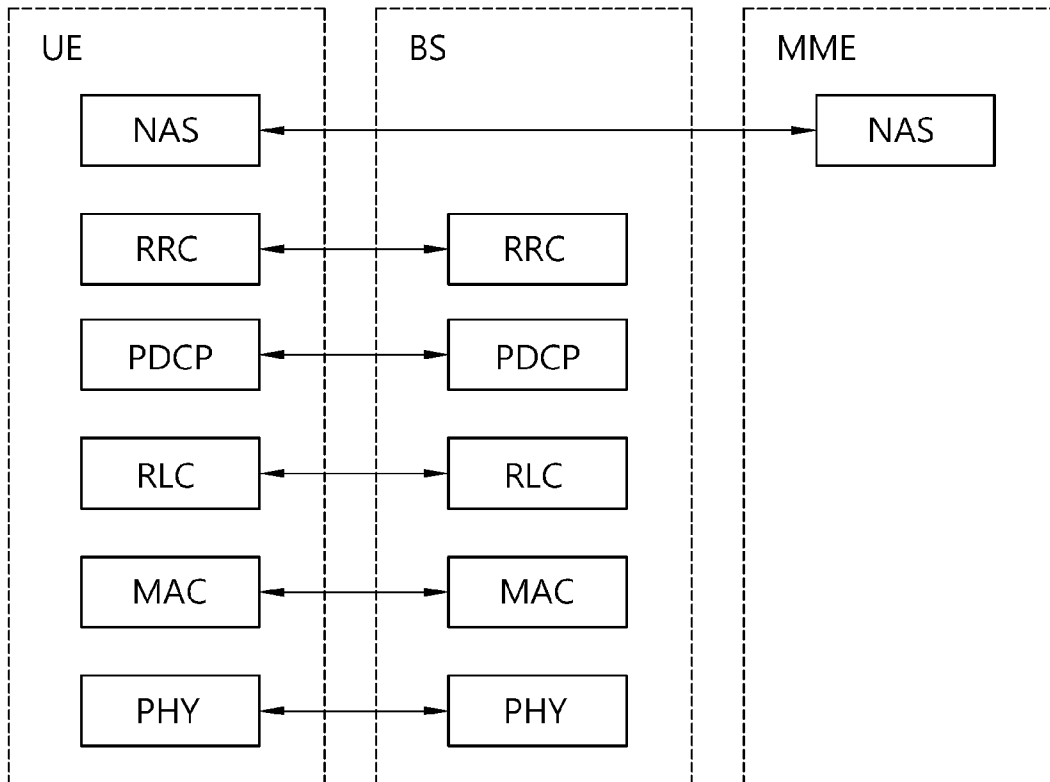 UE
BS
MME
NAS
NAS
RRC
RRC
PDCP
PDCP
RLC
RLC
MAC
MAC
PHY
PHY